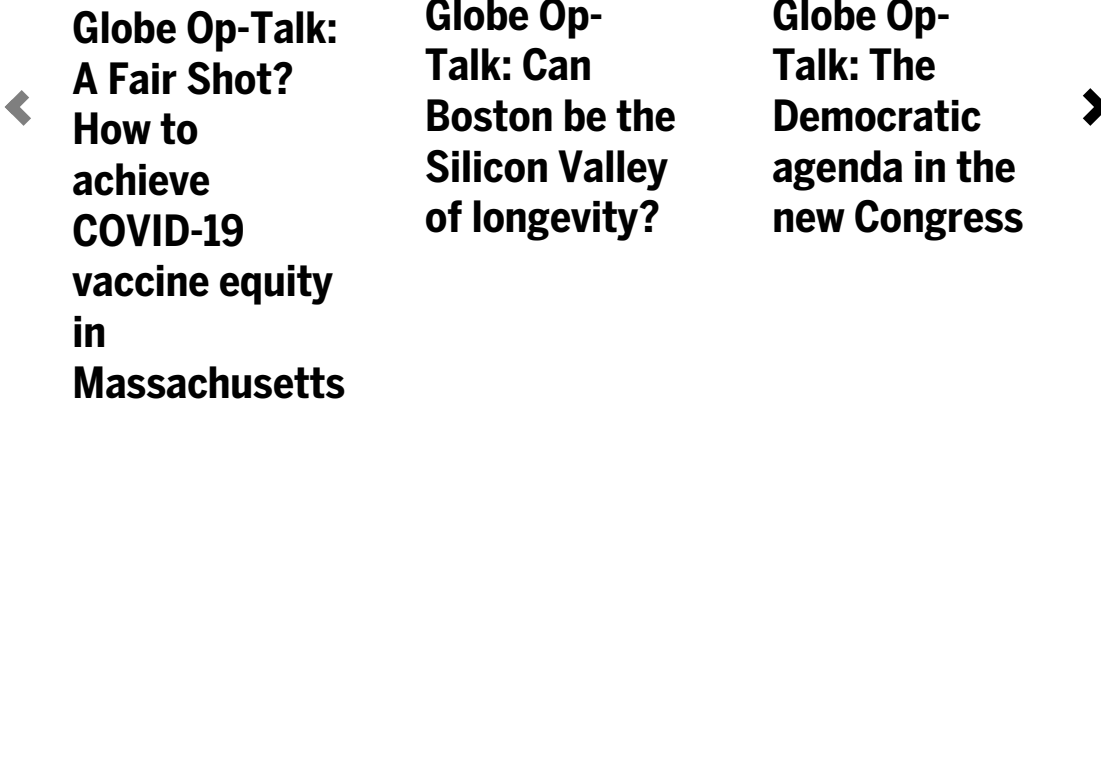 Globe Op-Talk:
A Fair Shot?
How to
achieve
COVID-19
vaccine equity
in
Massachusetts
Globe Op-
Talk: Can
Boston be the
Silicon Valley
of longevity?
Globe Op-
Talk: The
Democratic
agenda in the
new Congress